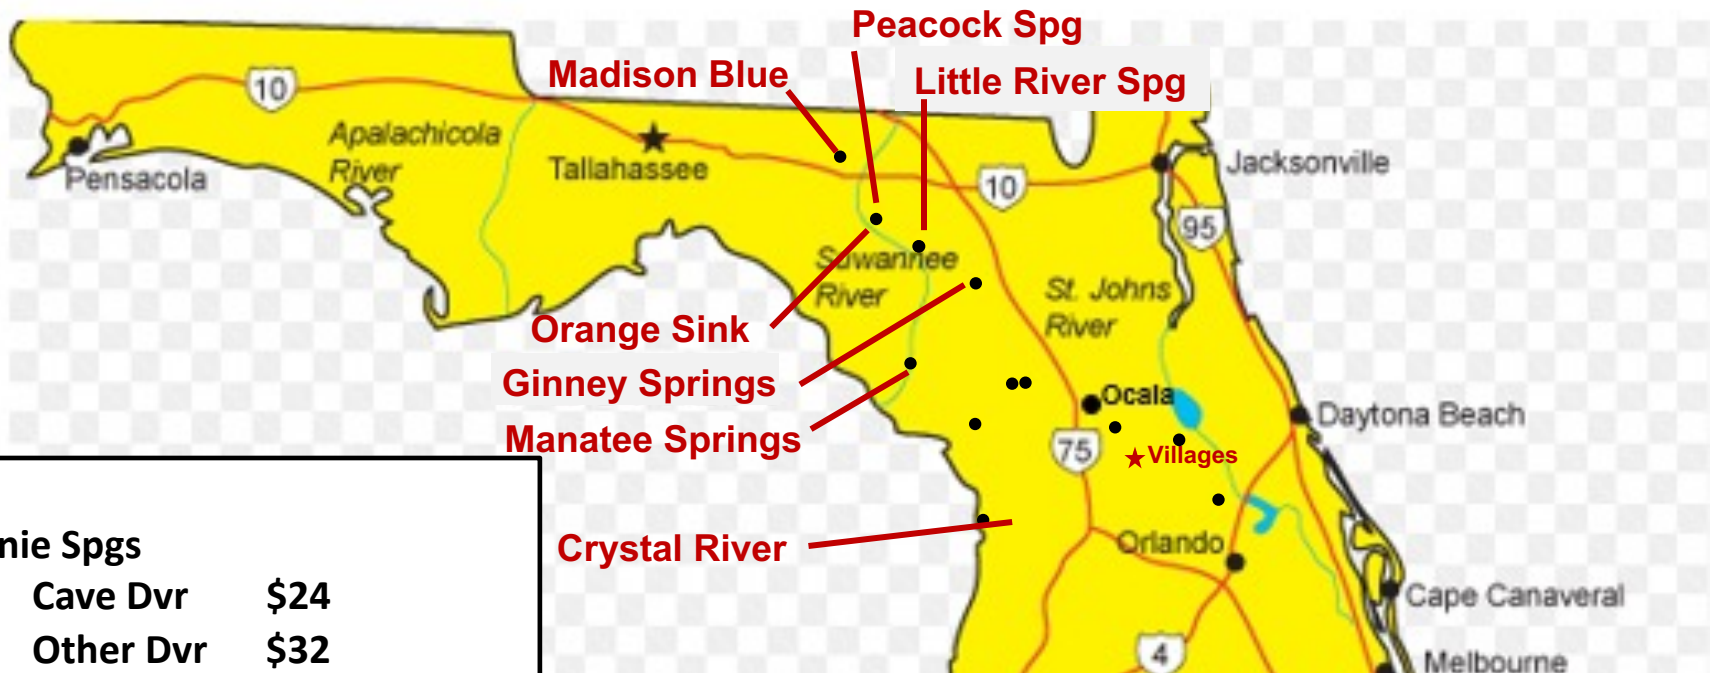 Peacock Spg
Madison Blue
Little River Spg
10
Apalachicola
River
Tallahassee
Pensacola
10
Jacksonville
95
Suwannee
River
St. Johns
River
Orange Sink
Ginney Springs
Ocala
Daytona Beach
Manatee Springs
75
Villages
Crystal River
Orlando
nie Spgs
Cave Dvr $24
Other Dvr $32
Cape Canaveral
4
Melbourne